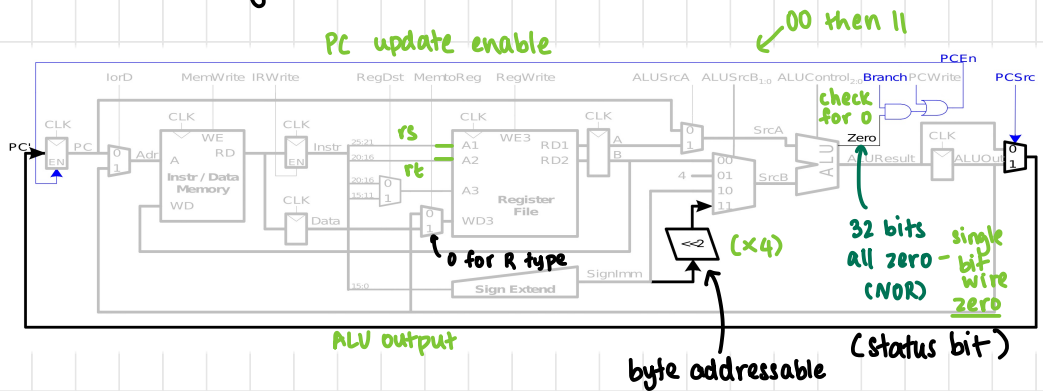 00 then 11
PC update enable
PCEn
IorD MemWrite IRWrite RegDst MemtoReg RegWrite ALUSrcA ALUSrcB1:0 ALUControl2:0 Branch PCWrite PCSrc
check
for 0
CLK CLK CLK CLK CLK CLK
PC' PC EN
0
1
Adr
WE
A RD
Instr / Data
Memory
WD
EN
Instr
Data
rs
rt
25:21
20:16
20:16
15:11
15:0
0
1
0
1
WE3
A1 RD1
A2 RD2
A3
Register
File
WD3
A
B
0
1
SrcA
4
00
01
10
11
SrcB
ALU
Zero
ALUResult
CLK
ALUOut
0
1
<<2
(x4)
0 for R type
SignImm
Sign Extend
32 bits
all zero -
(NOR)
single
bit
wire
zero
ALU output
(status bit)
byte addressable